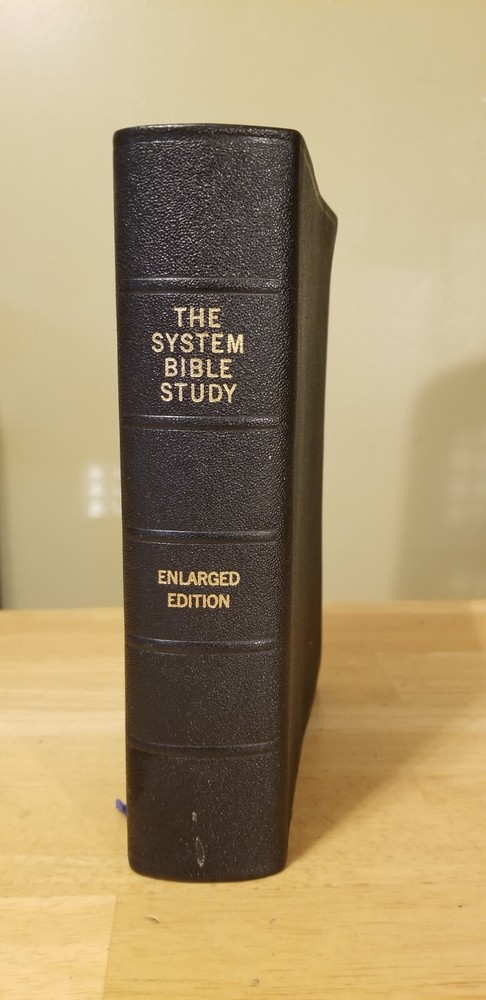 THE
SYSTEM
BIBLE
STUDY
ENLARGED
EDITION